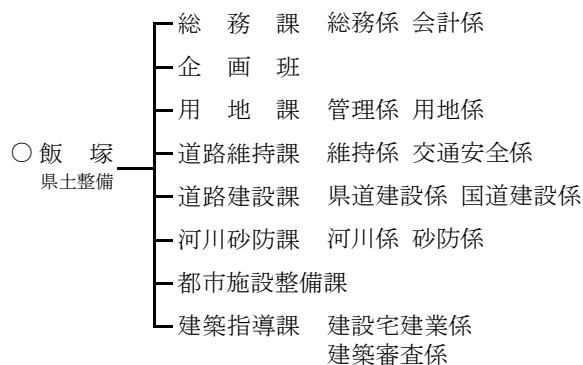 総務課 総務係 会計係
企画班
用地課 管理係 用地係
○飯塚
県土整備
道路維持課 維持係 交通安全係
道路建設課 県道建設係 国道建設係
河川砂防課 河川係 砂防係
都市施設整備課
建築指導課 建設宅建業係
建築審査係